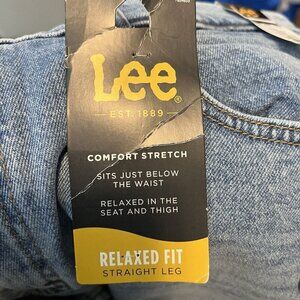 Lee®
EST. 1889
COMFORT STRETCH
SITS JUST BELOW
THE WAIST
RELAXED IN THE
SEAT AND THIGH
RELAXED FIT
STRAIGHT LEG